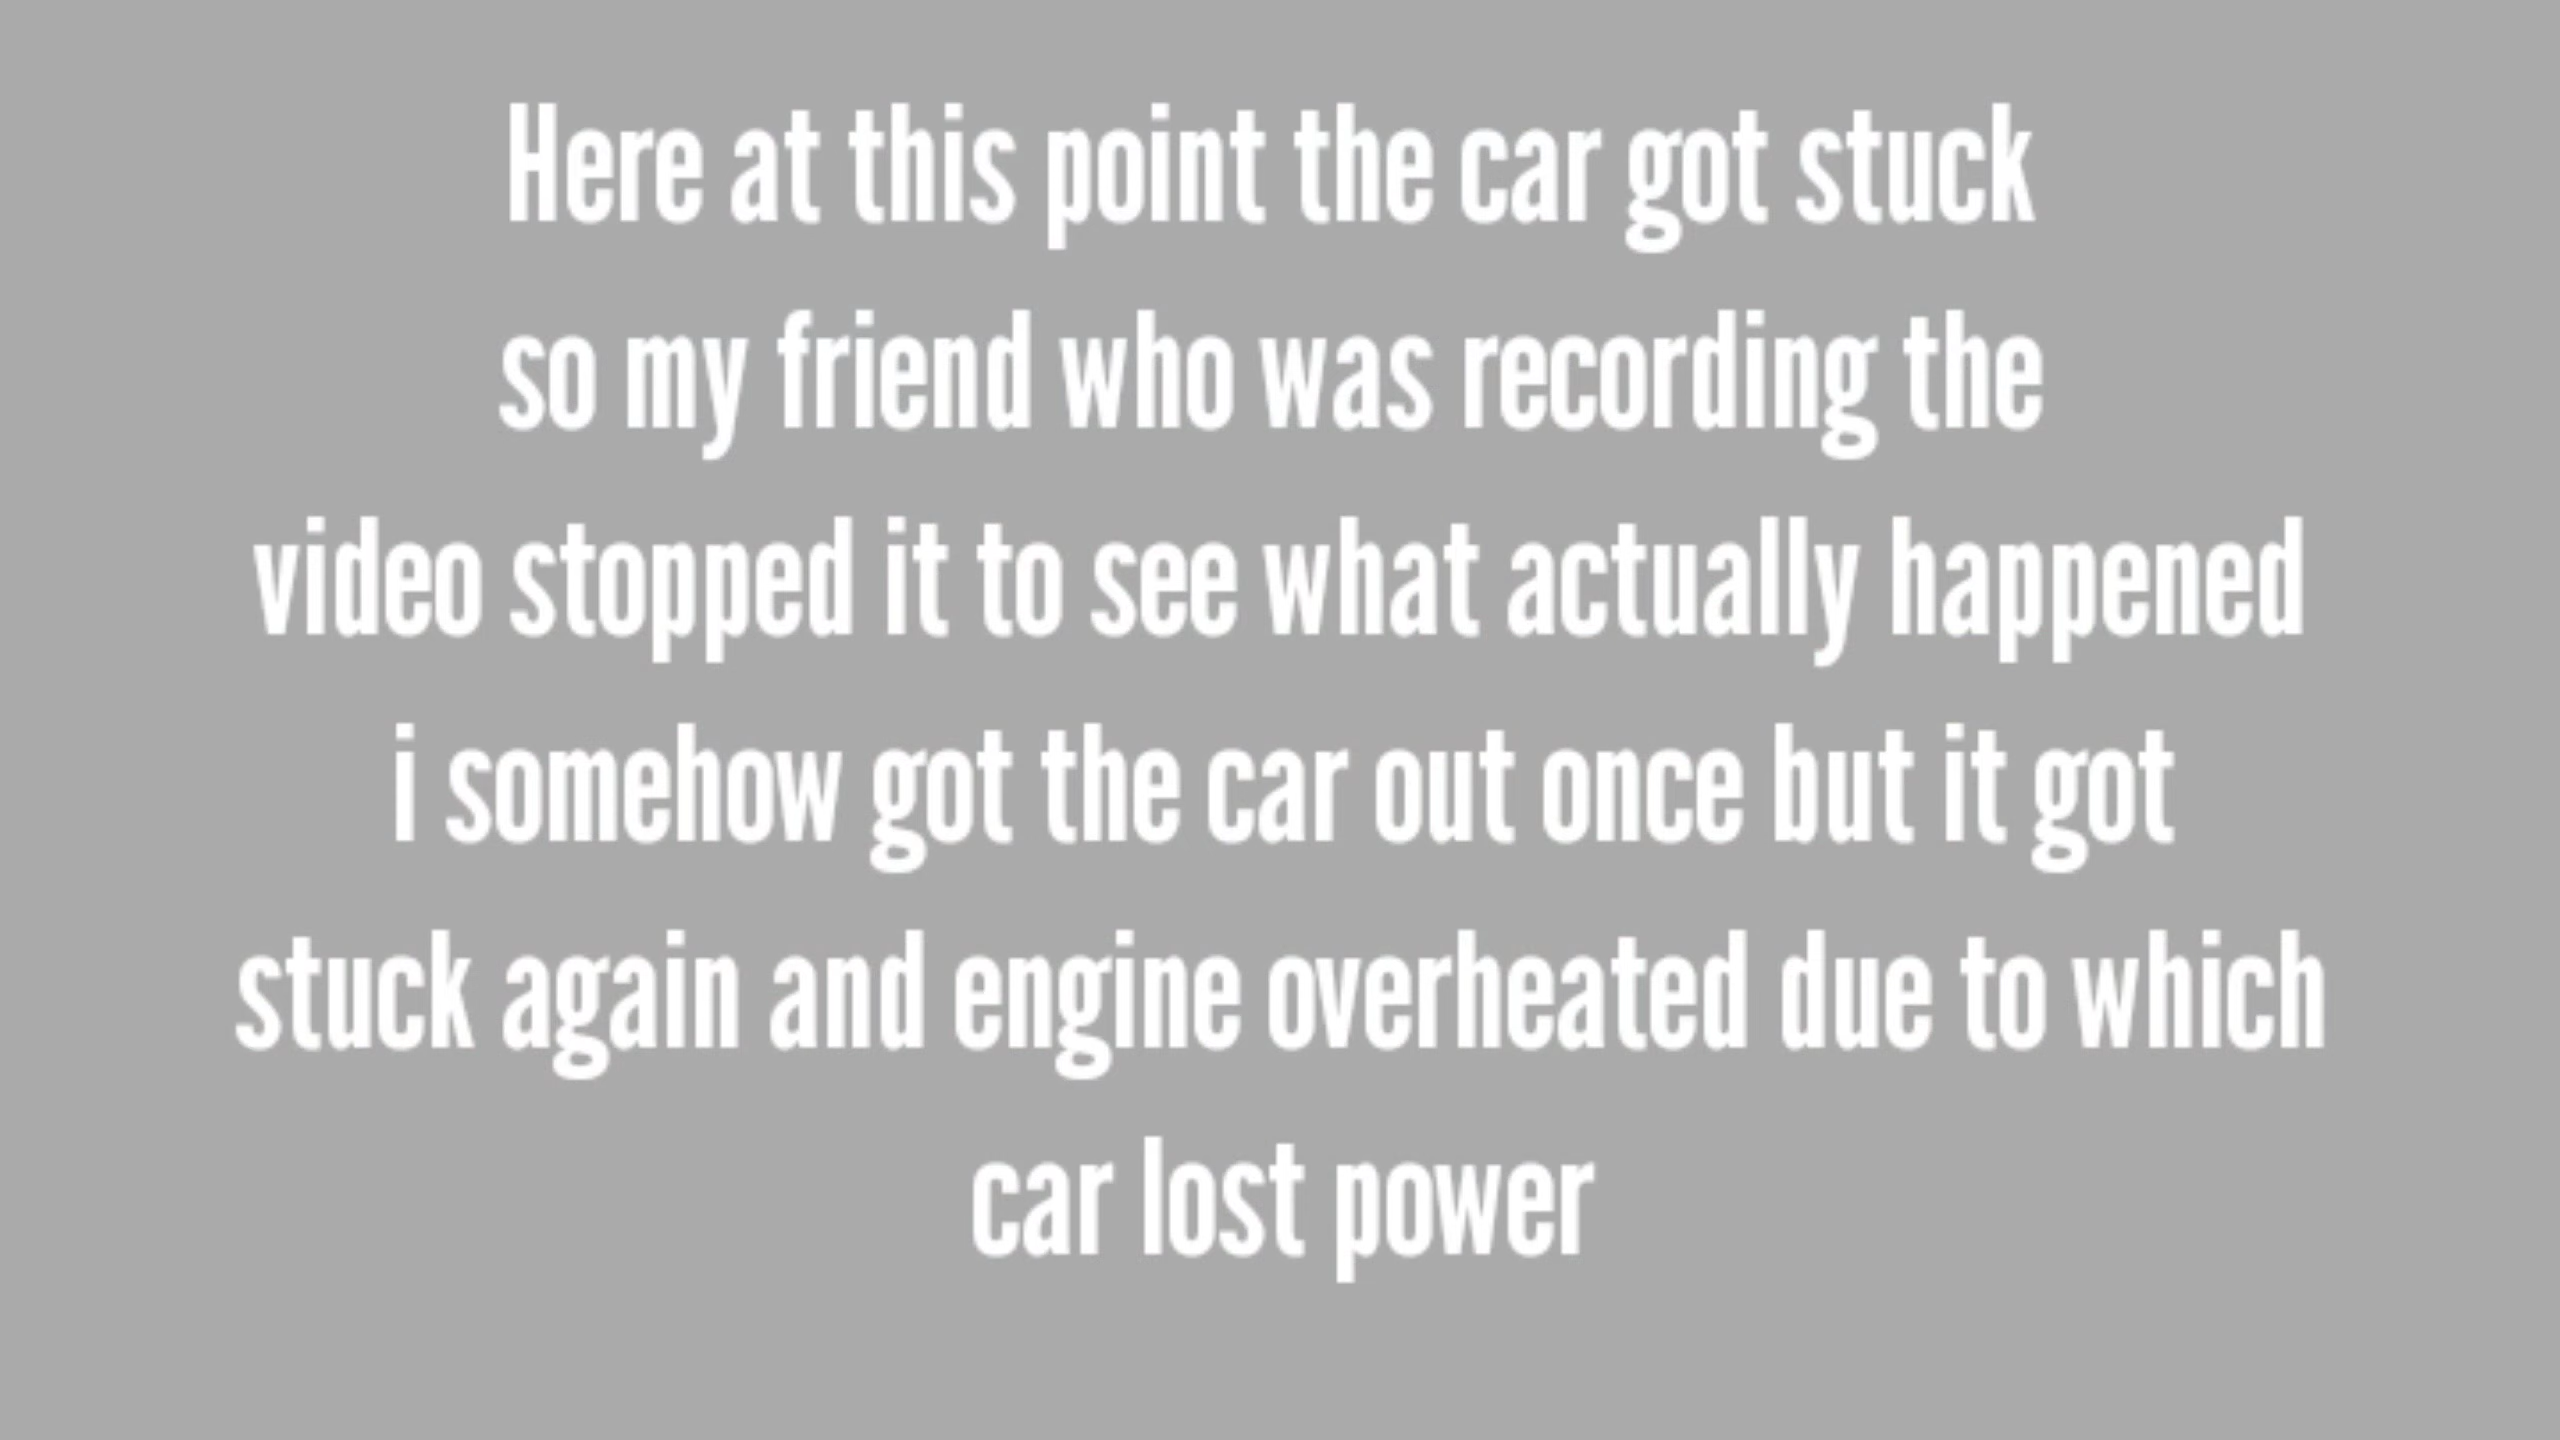 Here at this point the car got stuck
so my friend who was recording the
video stopped it to see what actually happened
i somehow got the car out once but it got
stuck again and engine overheated due to which
car lost power